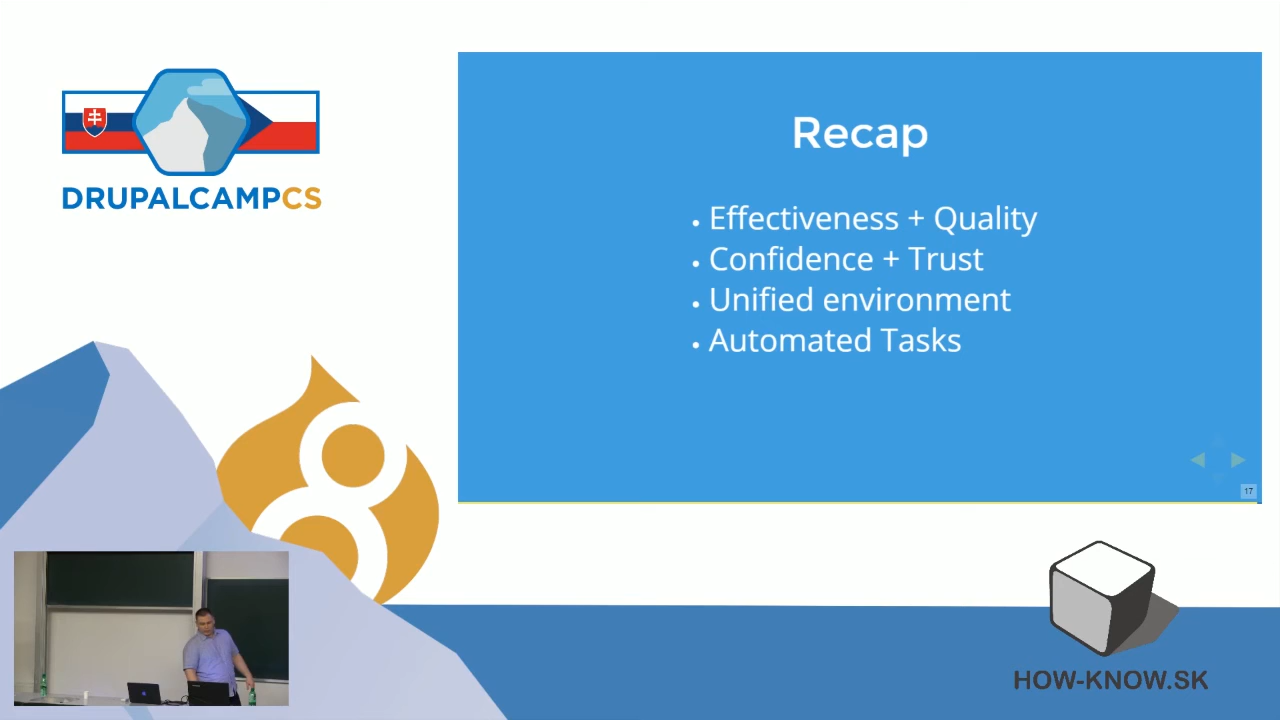 DRUPALCAMPCS
Recap
• Effectiveness + Quality
• Confidence + Trust
• Unified environment
• Automated Tasks
17
HOW-KNOW.SK